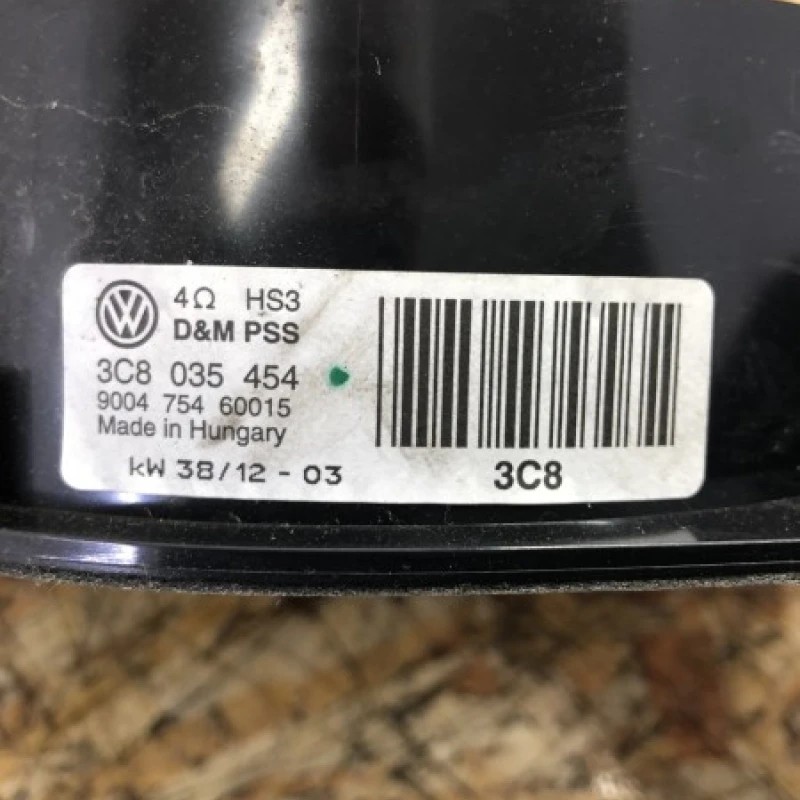 4Ω HS3
D&M PSS
3C8 035 454
9004 754 60015
Made in Hungary
kW 38/12 - 03
3C8